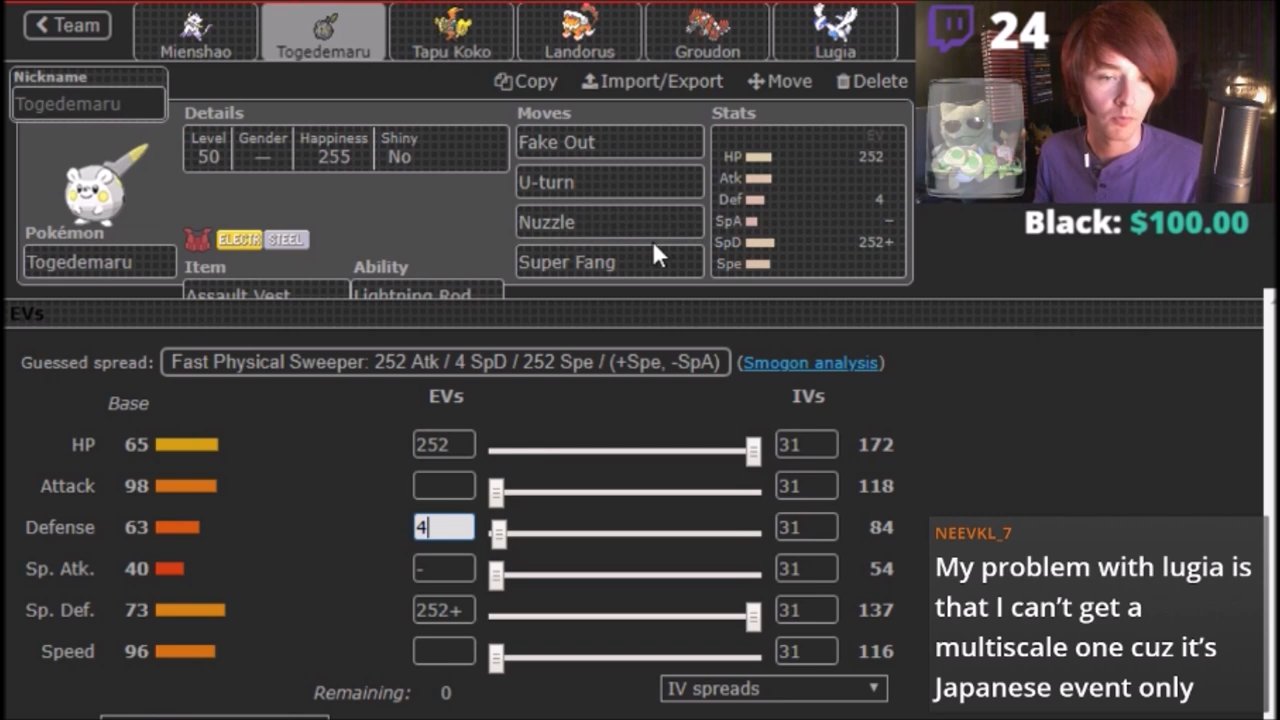 Team
Mienshao
Togedemaru
Tapu Koko
Landorus
Groudon
Lugia
24
Nickname
Togedemaru
Copy
Import/Export
Move
Delete
Details
Moves
Stats
Level
Gender
Happiness
Shiny
50
—
255
No
Fake Out
U-turn
Nuzzle
Super Fang
EV
HP 252
Atk
Def 4
SpA –
SpD 252+
Spe
Pokémon
Togedemaru
ELECTR
STEEL
Item
Ability
Assault Vest
Lightning Rod
Black: $100.00
EVs
Guessed spread: Fast Physical Sweeper: 252 Atk / 4 SpD / 252 Spe / (+Spe, -SpA) (Smogon analysis)
Base
EVs
IVs
HP 65 252 31 172
Attack 98 31 118
Defense 63 4 31 84
Sp. Atk. 40 - 31 54
Sp. Def. 73 252+ 31 137
Speed 96 31 116
Remaining: 0
IV spreads
NEEVKL_7
My problem with lugia is
that I can't get a
multiscale one cuz it's
Japanese event only